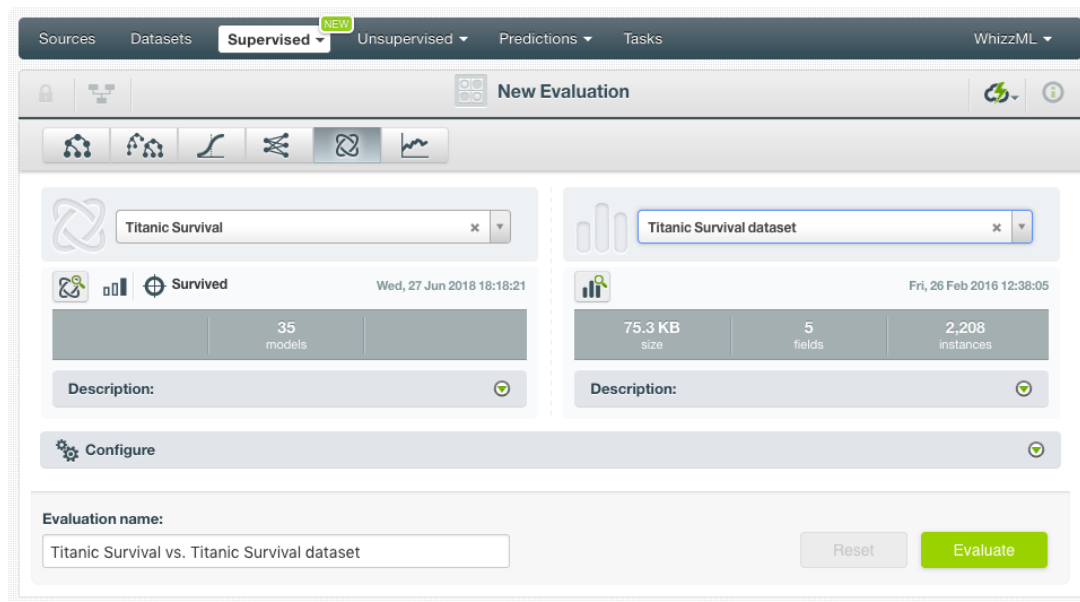 Sources Datasets Supervised NEW Unsupervised Predictions Tasks WhizzML
New Evaluation
Titanic Survival
Titanic Survival dataset
Survived Wed, 27 Jun 2018 18:18:21
Fri, 26 Feb 2016 12:38:05
35
models
75.3 KB 5 2,208
size fields instances
Description:
Description:
Configure
Evaluation name:
Titanic Survival vs. Titanic Survival dataset
Reset Evaluate